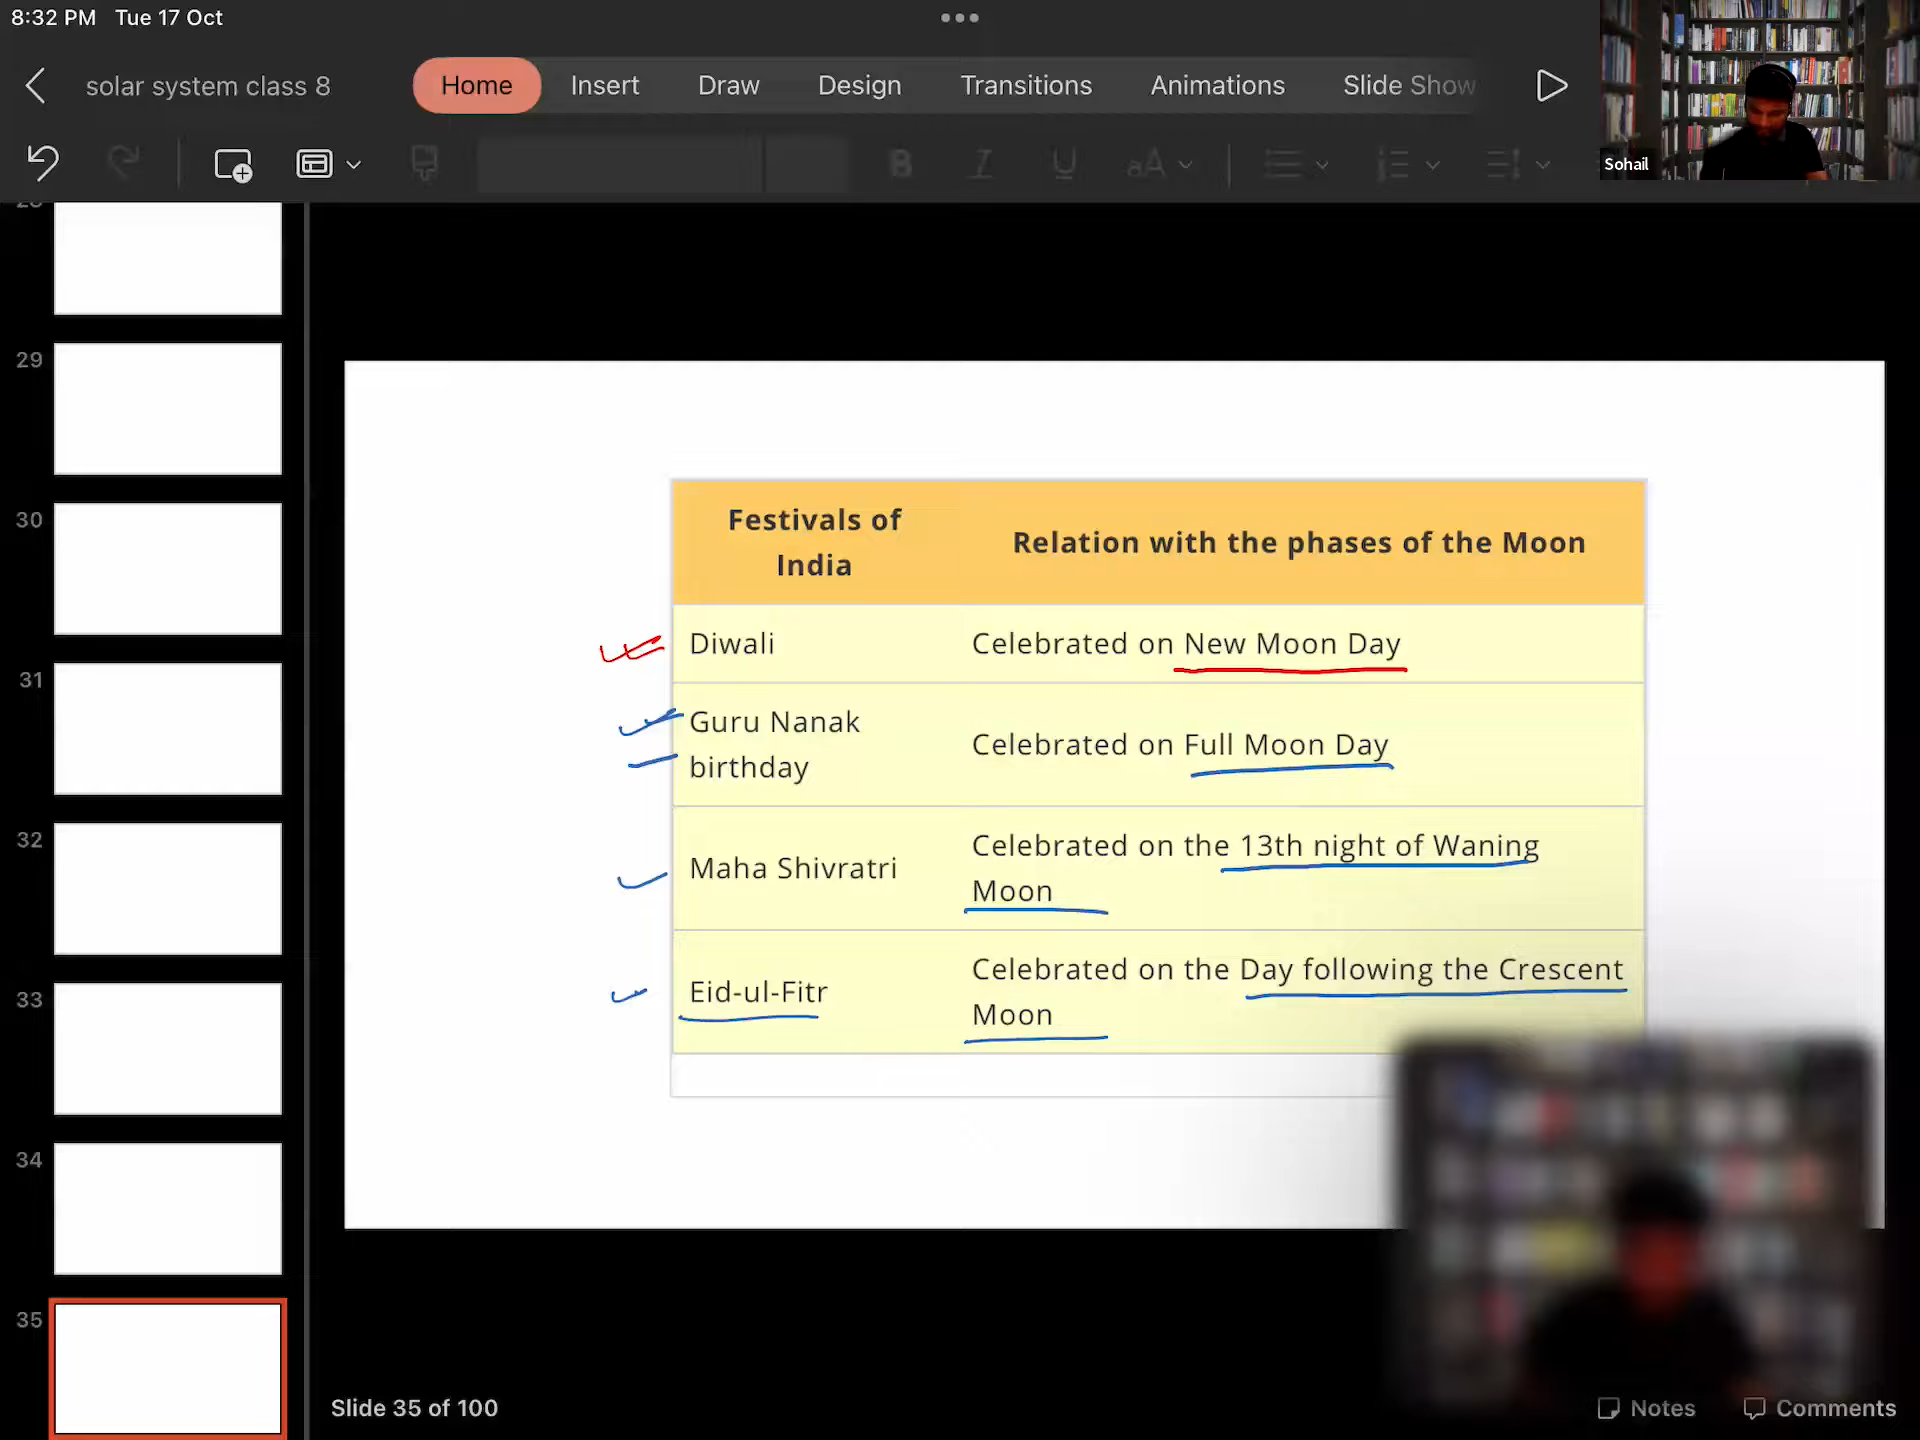 8:32 PM Tue 17 Oct
solar system class 8
Home Insert Draw Design Transitions Animations Slide Show
B I U aA
Sohail
29
30
31
32
33
34
35
Festivals of
India
Relation with the phases of the Moon
Diwali
Celebrated on New Moon Day
Guru Nanak
birthday
Celebrated on Full Moon Day
Maha Shivratri
Celebrated on the 13th night of Waning
Moon
Eid-ul-Fitr
Celebrated on the Day following the Crescent
Moon
Slide 35 of 100
Notes Comments